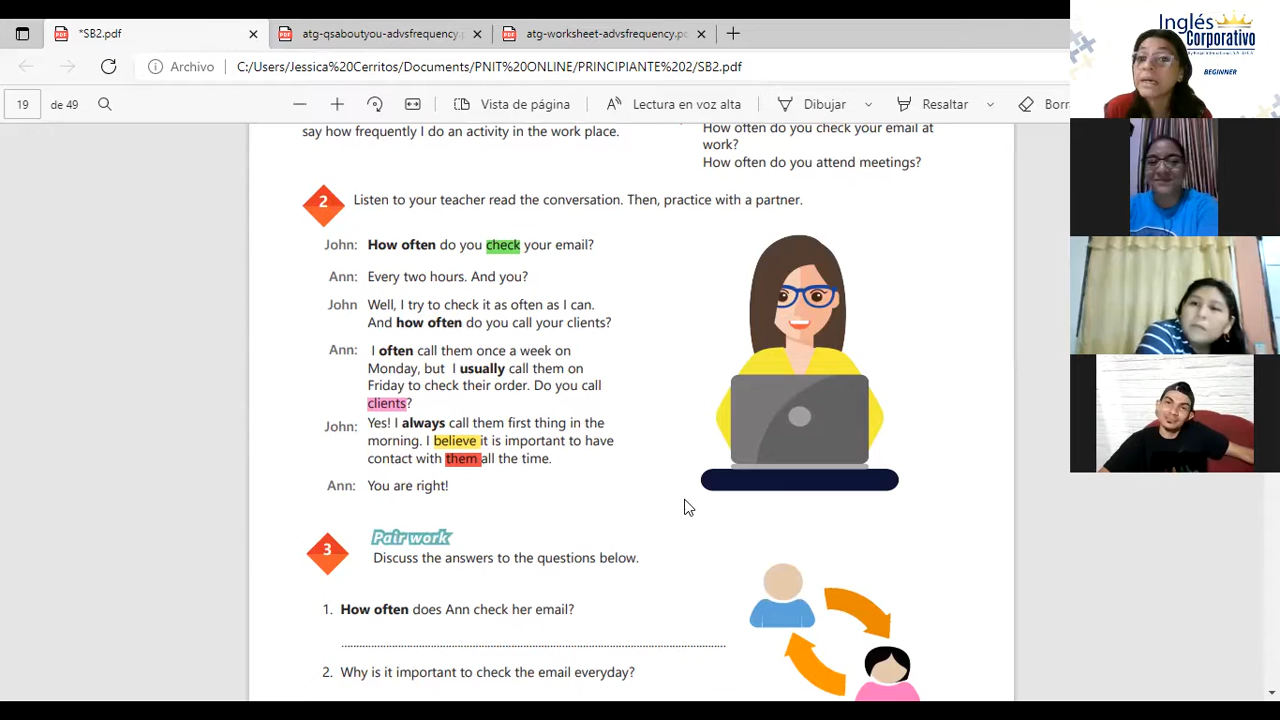 *SB2.pdf
atg-qsaboutyou-advsfrequency.
atg-worksheet-advsfrequency.pc
Archivo
C:/Users/Jessica%20Cerritos/Documents/PNT%20ONLINE/PRINCIPIANTE%202/SB2.pdf
19
de 49
Vista de página
Lectura en voz alta
Dibujar
Resaltar
Borr
Inglés
Corporativo
BEGINNER
say how frequently I do an activity in the work place.
How often do you check your email at
work?
How often do you attend meetings?
2
Listen to your teacher read the conversation. Then, practice with a partner.
John: How often do you check your email?
Ann: Every two hours. And you?
John Well, I try to check it as often as I can.
And how often do you call your clients?
Ann: I often call them once a week on
Monday, but I usually call them on
Friday to check their order. Do you call
clients?
John: Yes! I always call them first thing in the
morning. I believe it is important to have
contact with them all the time.
Ann: You are right!
3
Pair work
Discuss the answers to the questions below.
1. How often does Ann check her email?
2. Why is it important to check the email everyday?